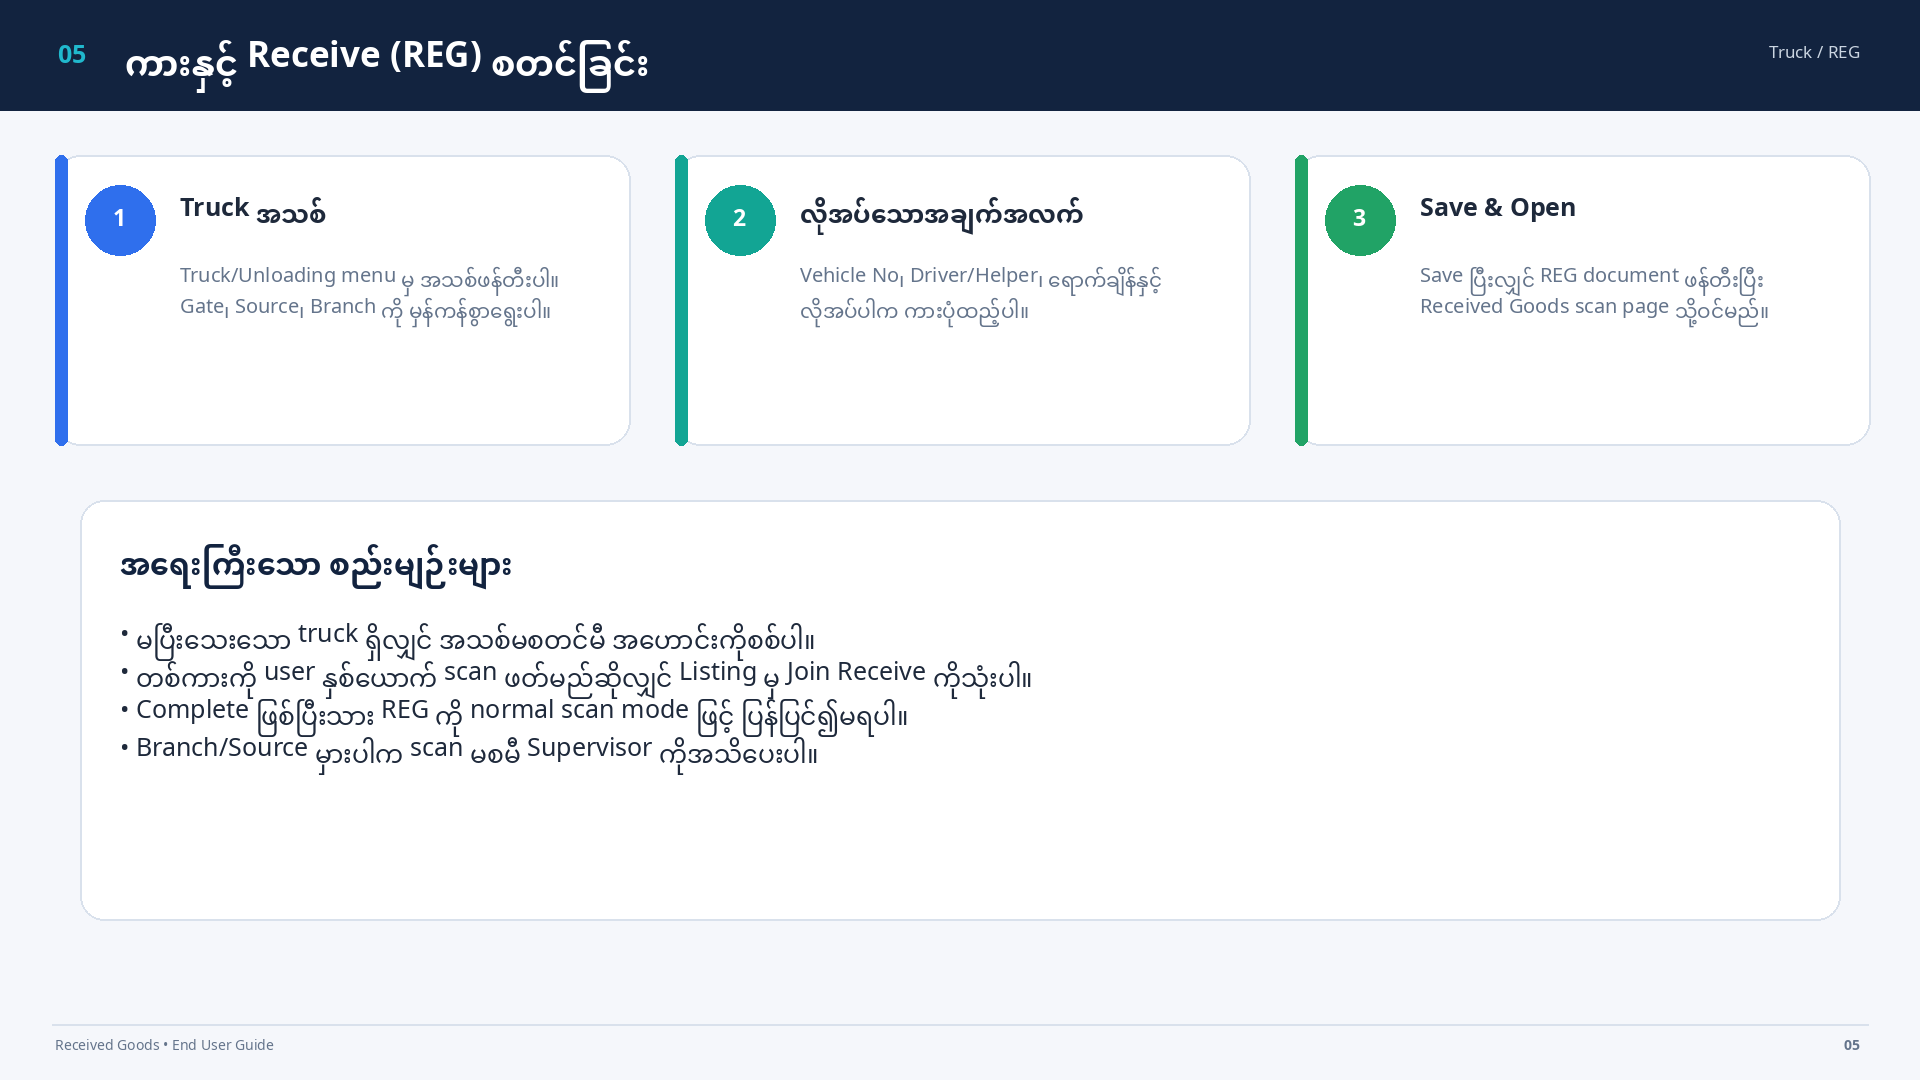 05
ကားနှင့် Receive (REG) စတင်ခြင်း
Truck / REG
1
Truck အသစ်
Truck/Unloading menu မှ အသစ်ဖန်တီးပါ။
Gate၊ Source၊ Branch ကို မှန်ကန်စွာရွေးပါ။
2
လိုအပ်သောအချက်အလက်
Vehicle No၊ Driver/Helper၊ ရောက်ချိန်နှင့်
လိုအပ်ပါက ကားပုံထည့်ပါ။
3
Save & Open
Save ပြီးလျှင် REG document ဖန်တီးပြီး
Received Goods scan page သို့ဝင်မည်။
အရေးကြီးသော စည်းမျဉ်းများ
• မပြီးသေးသော truck ရှိလျှင် အသစ်မစတင်မီ အဟောင်းကိုစစ်ပါ။
• တစ်ကားကို user နှစ်ယောက် scan ဖတ်မည်ဆိုလျှင် Listing မှ Join Receive ကိုသုံးပါ။
• Complete ဖြစ်ပြီးသား REG ကို normal scan mode ဖြင့် ပြန်ပြင်၍မရပါ။
• Branch/Source မှားပါက scan မစမီ Supervisor ကိုအသိပေးပါ။
Received Goods • End User Guide
05